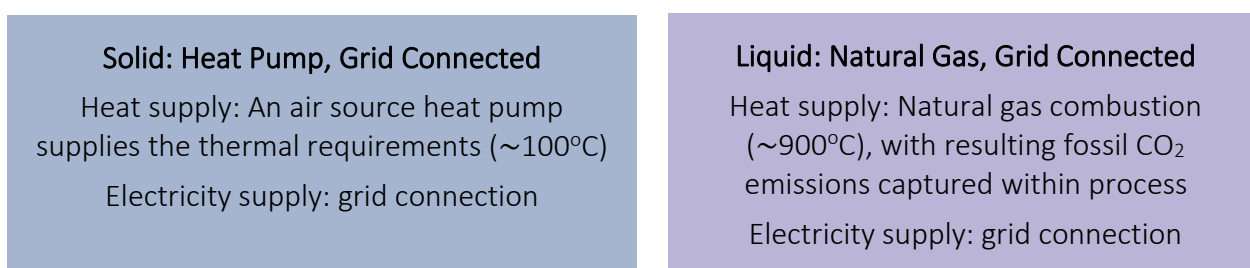 Solid: Heat Pump, Grid Connected
Heat supply: An air source heat pump
supplies the thermal requirements (~100°C)
Electricity supply: grid connection
Liquid: Natural Gas, Grid Connected
Heat supply: Natural gas combustion
(~900°C), with resulting fossil CO₂
emissions captured within process
Electricity supply: grid connection